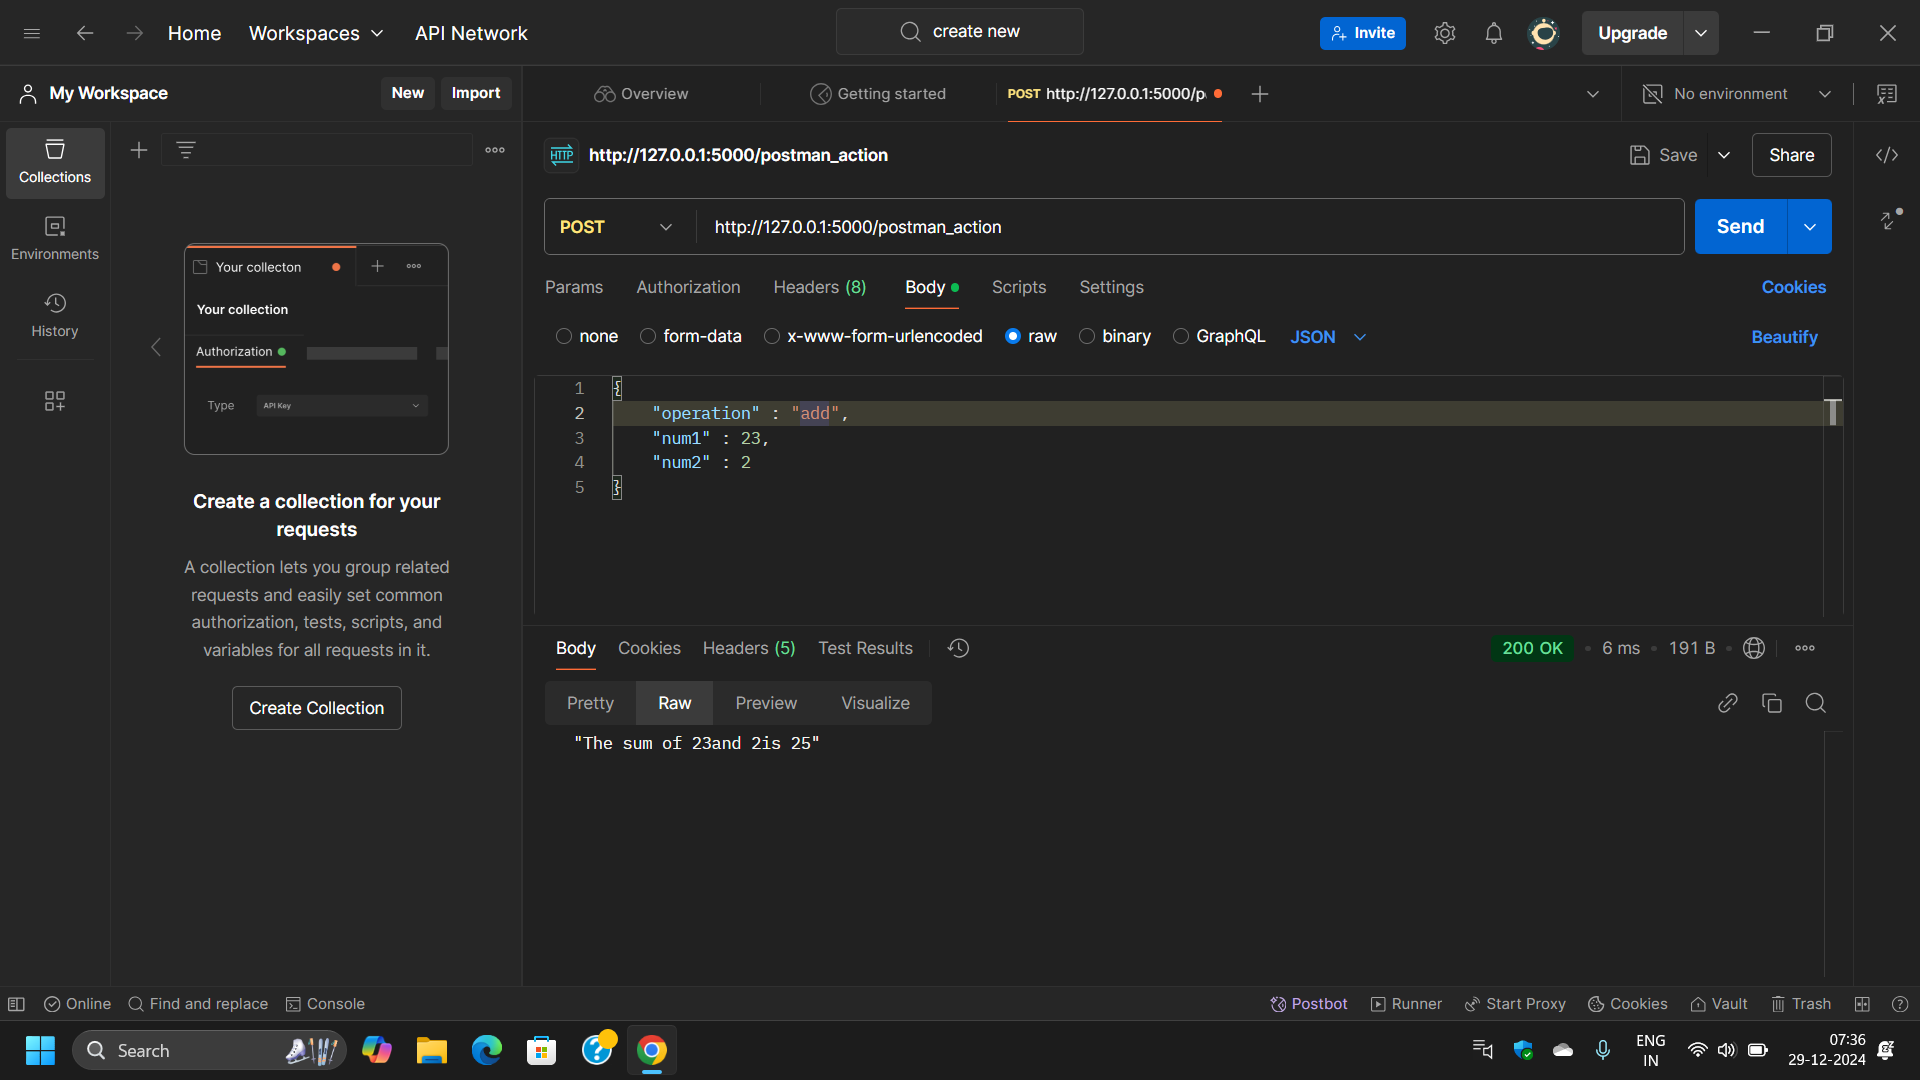 Home Workspaces API Network create new Invite Upgrade
My Workspace New Import Overview Getting started POST http://127.0.0.1:5000/p No environment
Collections
Environments
History
Your collecton
Your collection
Authorization
Type API Key
Create a collection for your
requests
A collection lets you group related
requests and easily set common
authorization, tests, scripts, and
variables for all requests in it.
Create Collection
HTTP http://127.0.0.1:5000/postman_action Save Share
POST http://127.0.0.1:5000/postman_action Send
Params Authorization Headers (8) Body Scripts Settings Cookies
none form-data x-www-form-urlencoded raw binary GraphQL JSON Beautify
1 {
2 "operation" : "add",
3 "num1" : 23,
4 "num2" : 2
5 }
Body Cookies Headers (5) Test Results 200 OK 6 ms 191 B
Pretty Raw Preview Visualize
"The sum of 23and 2is 25"
Online Find and replace Console Postbot Runner Start Proxy Cookies Vault Trash
Search ENG 07:36
IN 29-12-2024